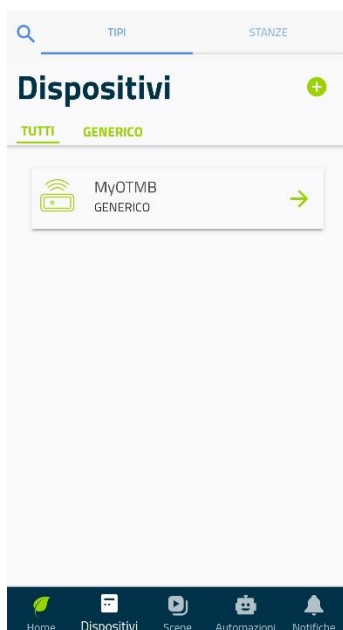 TIPI STANZE
Dispositivi
TUTTI GENERICO
MyOTMB
GENERICO
Home Dispositivi Scene Automazioni Notifiche